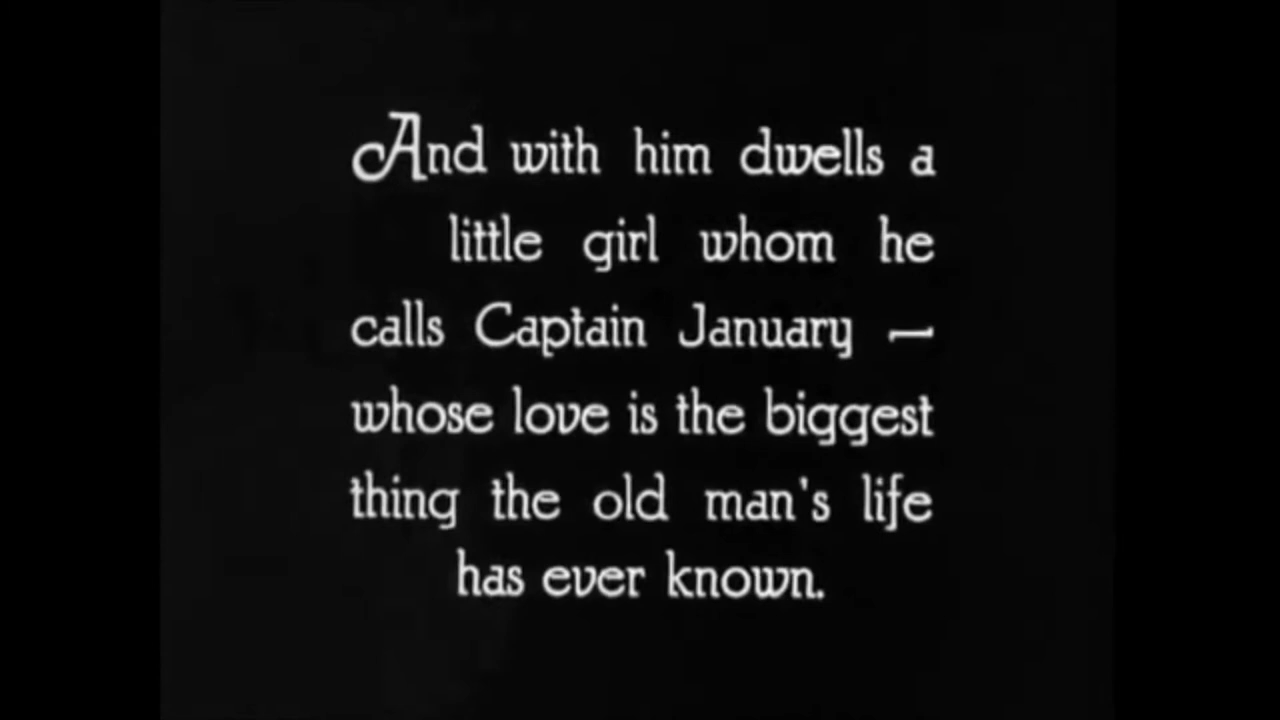 And with him dwells a
little girl whom he
calls Captain January —
whose love is the biggest
thing the old man's life
has ever known.